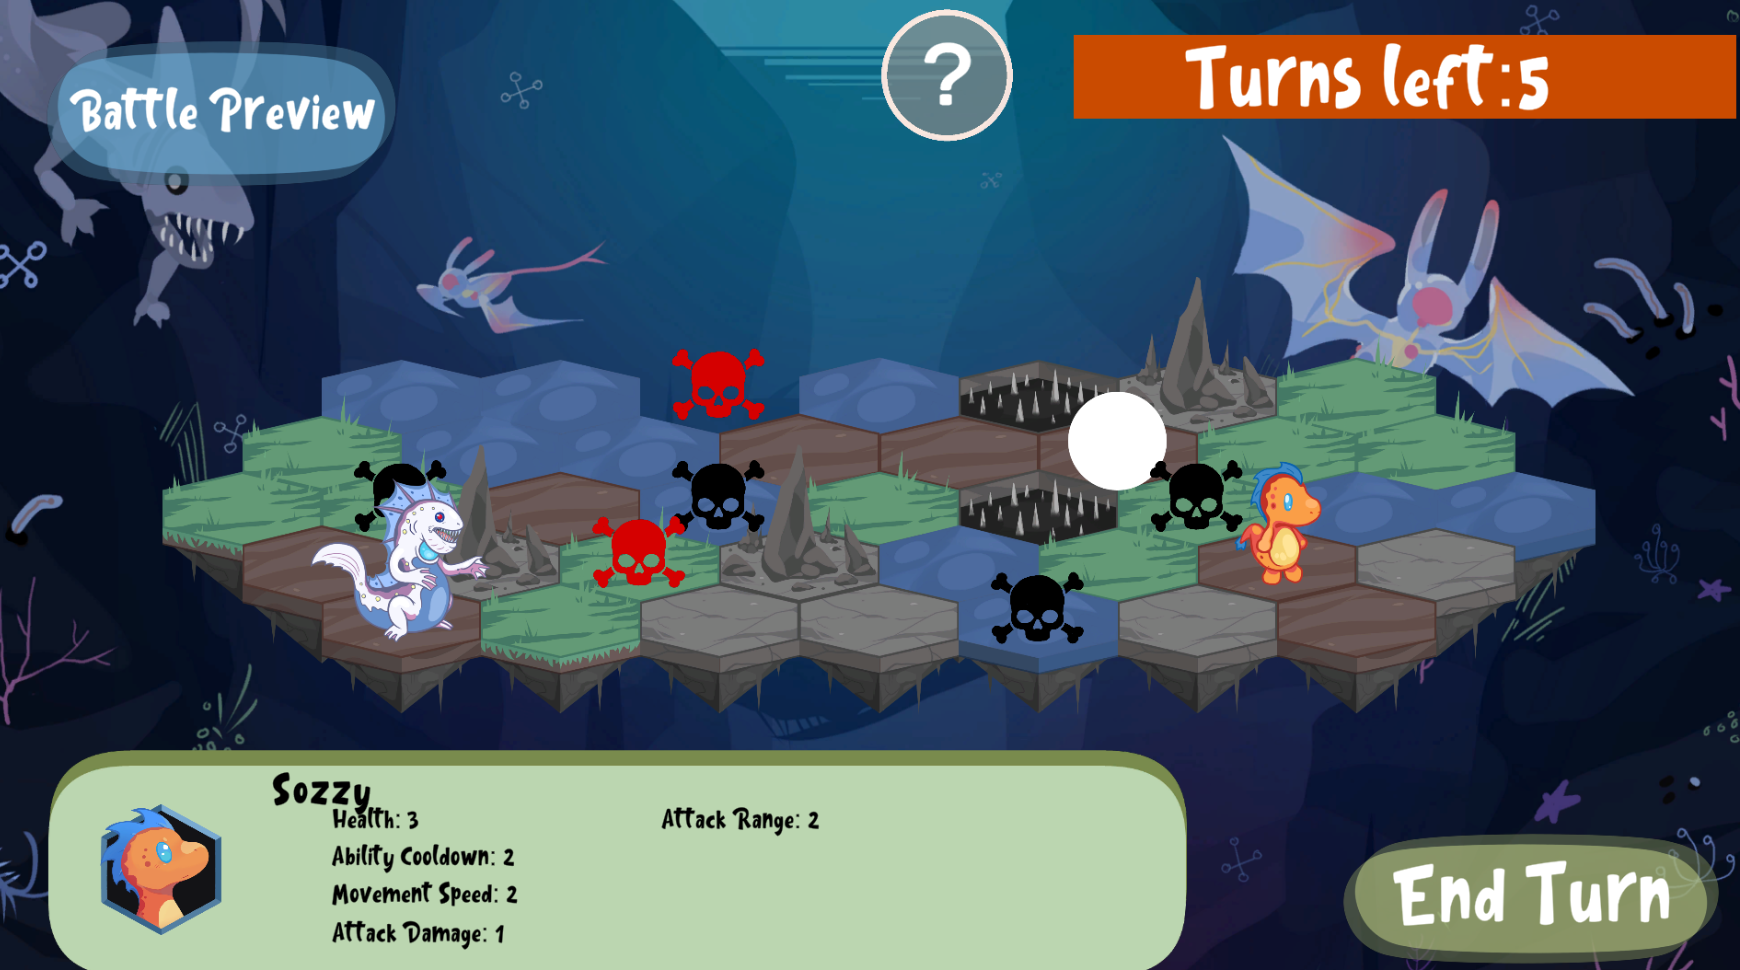 Battle Preview
?
Turns left:5
Sozzy
Health: 3
Attack Range: 2
Ability Cooldown: 2
Movement Speed: 2
Attack Damage: 1
End Turn